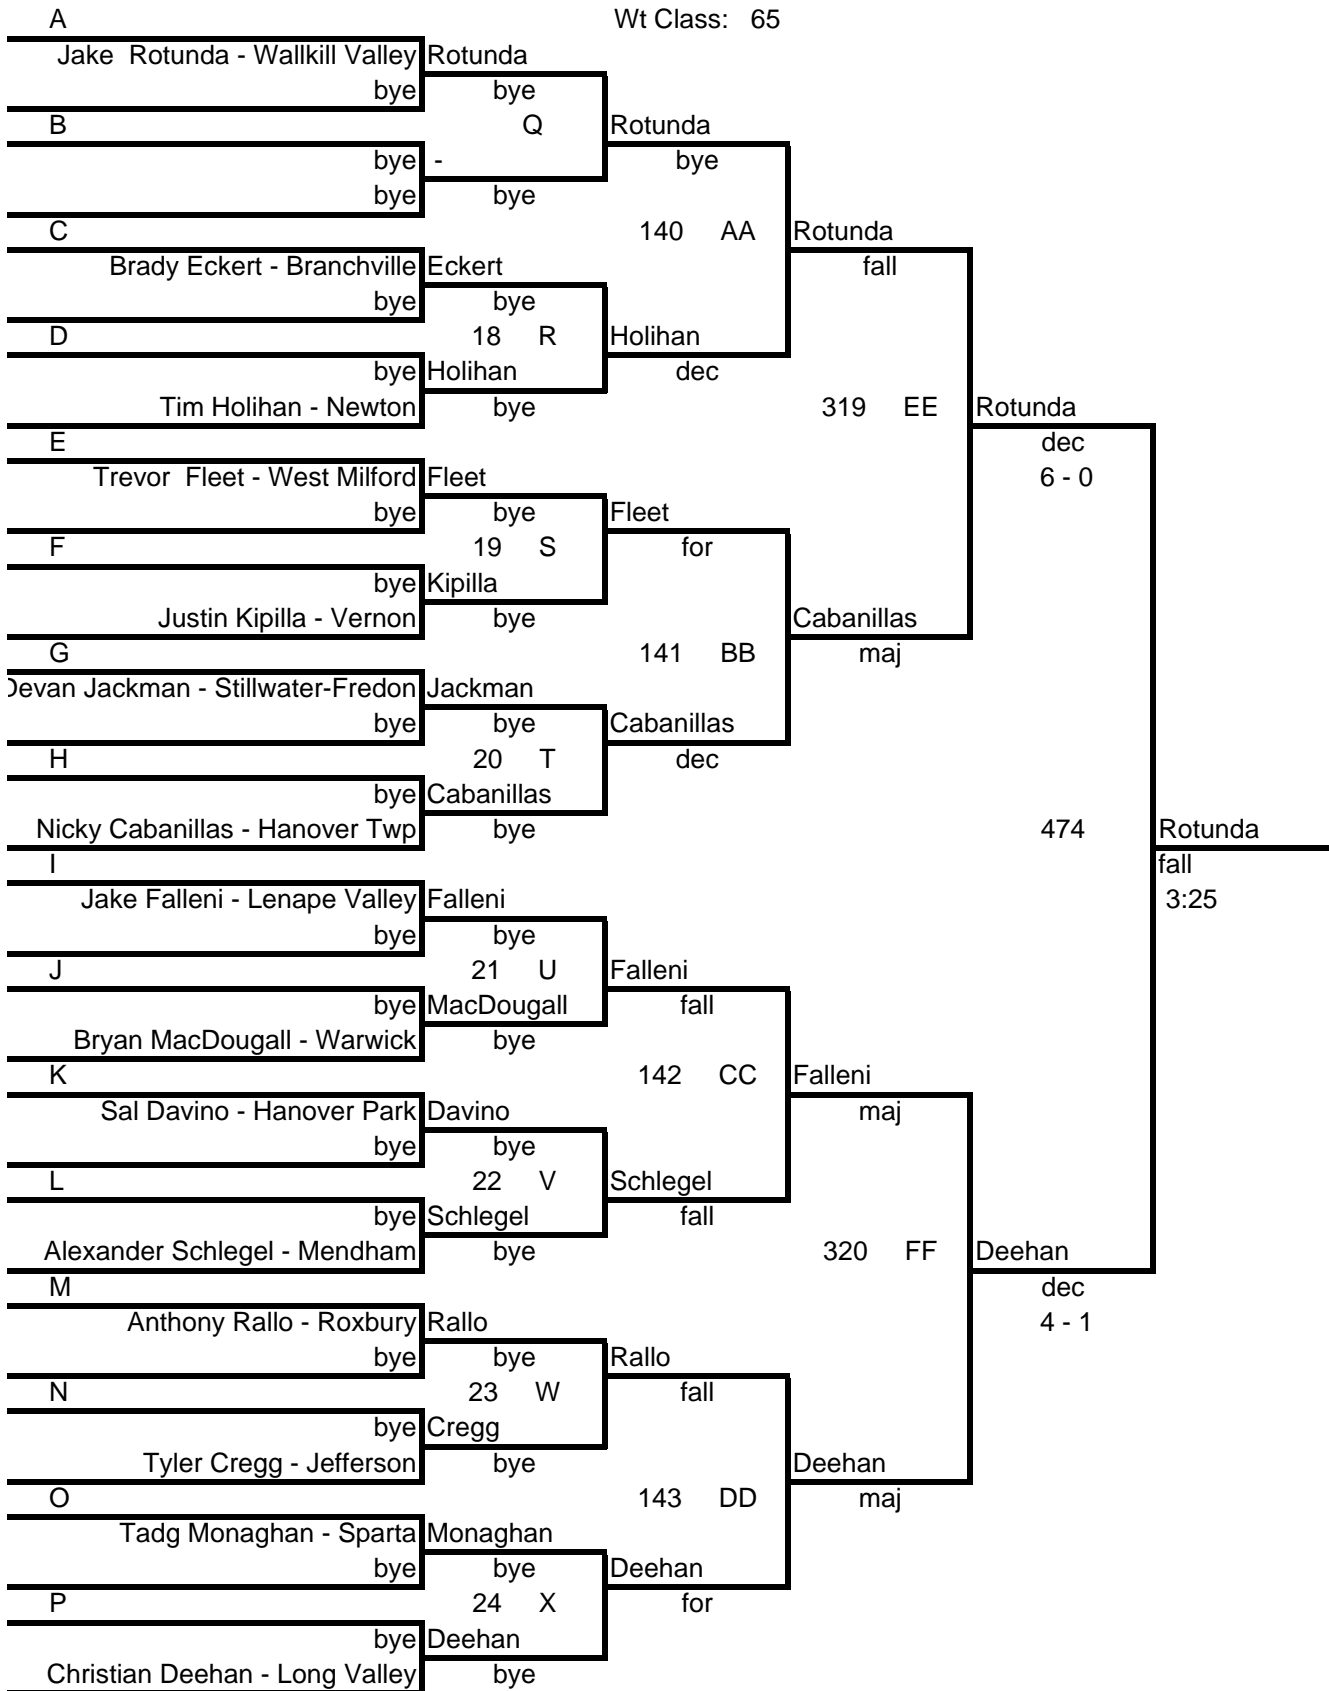 A Wt Class: 65
Jake  Rotunda - Wallkill Valley Rotunda
bye bye
B Q Rotunda
bye - bye
bye bye
C 140 AA Rotunda
Brady Eckert - Branchville Eckert fall
bye bye
D 18 R Holihan
bye Holihan dec
Tim Holihan - Newton bye 319 EE Rotunda
E dec
Trevor  Fleet - West Milford Fleet 6 - 0
bye bye Fleet
F 19 S for
bye Kipilla
Justin Kipilla - Vernon bye Cabanillas
G 141 BB maj
Devan Jackman - Stillwater-Fredon Jackman
bye bye Cabanillas
H 20 T dec
bye Cabanillas
Nicky Cabanillas - Hanover Twp bye 474 Rotunda
I fall
Jake Falleni - Lenape Valley Falleni 3:25
bye bye
J 21 U Falleni
bye MacDougall fall
Bryan MacDougall - Warwick bye
K 142 CC Falleni
Sal Davino - Hanover Park Davino maj
bye bye
L 22 V Schlegel
bye Schlegel fall
Alexander Schlegel - Mendham bye 320 FF Deehan
M dec
Anthony Rallo - Roxbury Rallo 4 - 1
bye bye Rallo
N 23 W fall
bye Cregg
Tyler Cregg - Jefferson bye Deehan
O 143 DD maj
Tadg Monaghan - Sparta Monaghan
bye bye Deehan
P 24 X for
bye Deehan
Christian Deehan - Long Valley bye